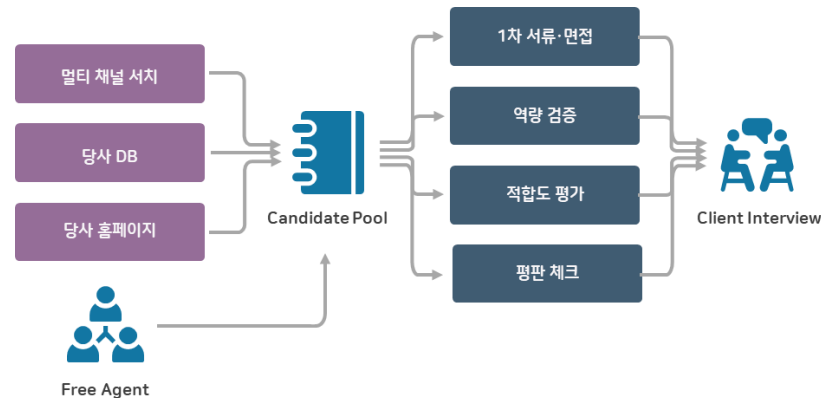 멀티 채널 서치
당사 DB
당사 홈페이지
Free Agent
Candidate Pool
1차 서류·면접
역량 검증
적합도 평가
평판 체크
Client Interview